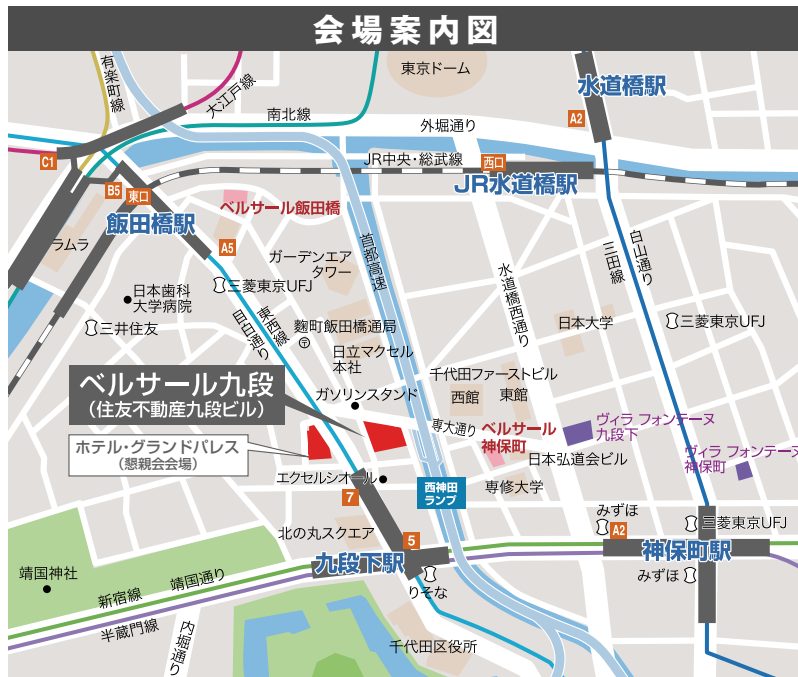 会場案内図
有楽町線
大江戸線
南北線
東京ドーム
水道橋駅
A2
外堀通り
C1
JR中央・総武線
西口
JR水道橋駅
B5
東口
飯田橋駅
ベルサール飯田橋
ラムラ
A5
首都高速
白山通り
三田線
ガーデンエア
タワー
水道橋西通り
三菱東京UFJ
日本歯科
大学病院
三井住友
目白通り
東西線
麴町飯田橋通局
日本大学
三菱東京UFJ
日立マクセル
本社
千代田ファーストビル
西館
東館
ベルサール九段
(住友不動産九段ビル)
ガソリンスタンド
専大通り
ベルサール
神保町
ヴィラ フォンテーヌ
九段下
ホテル・グランドパレス
(懇親会会場)
日本弘道会ビル
ヴィラ フォンテーヌ
神保町
エクセルシオール
西神田
ランプ
専修大学
7
みずほ
A2
三菱東京UFJ
北の丸スクエア
5
九段下駅
神保町駅
靖国神社
新宿線
靖国通り
りそな
みずほ
半蔵門線
内堀通り
千代田区役所